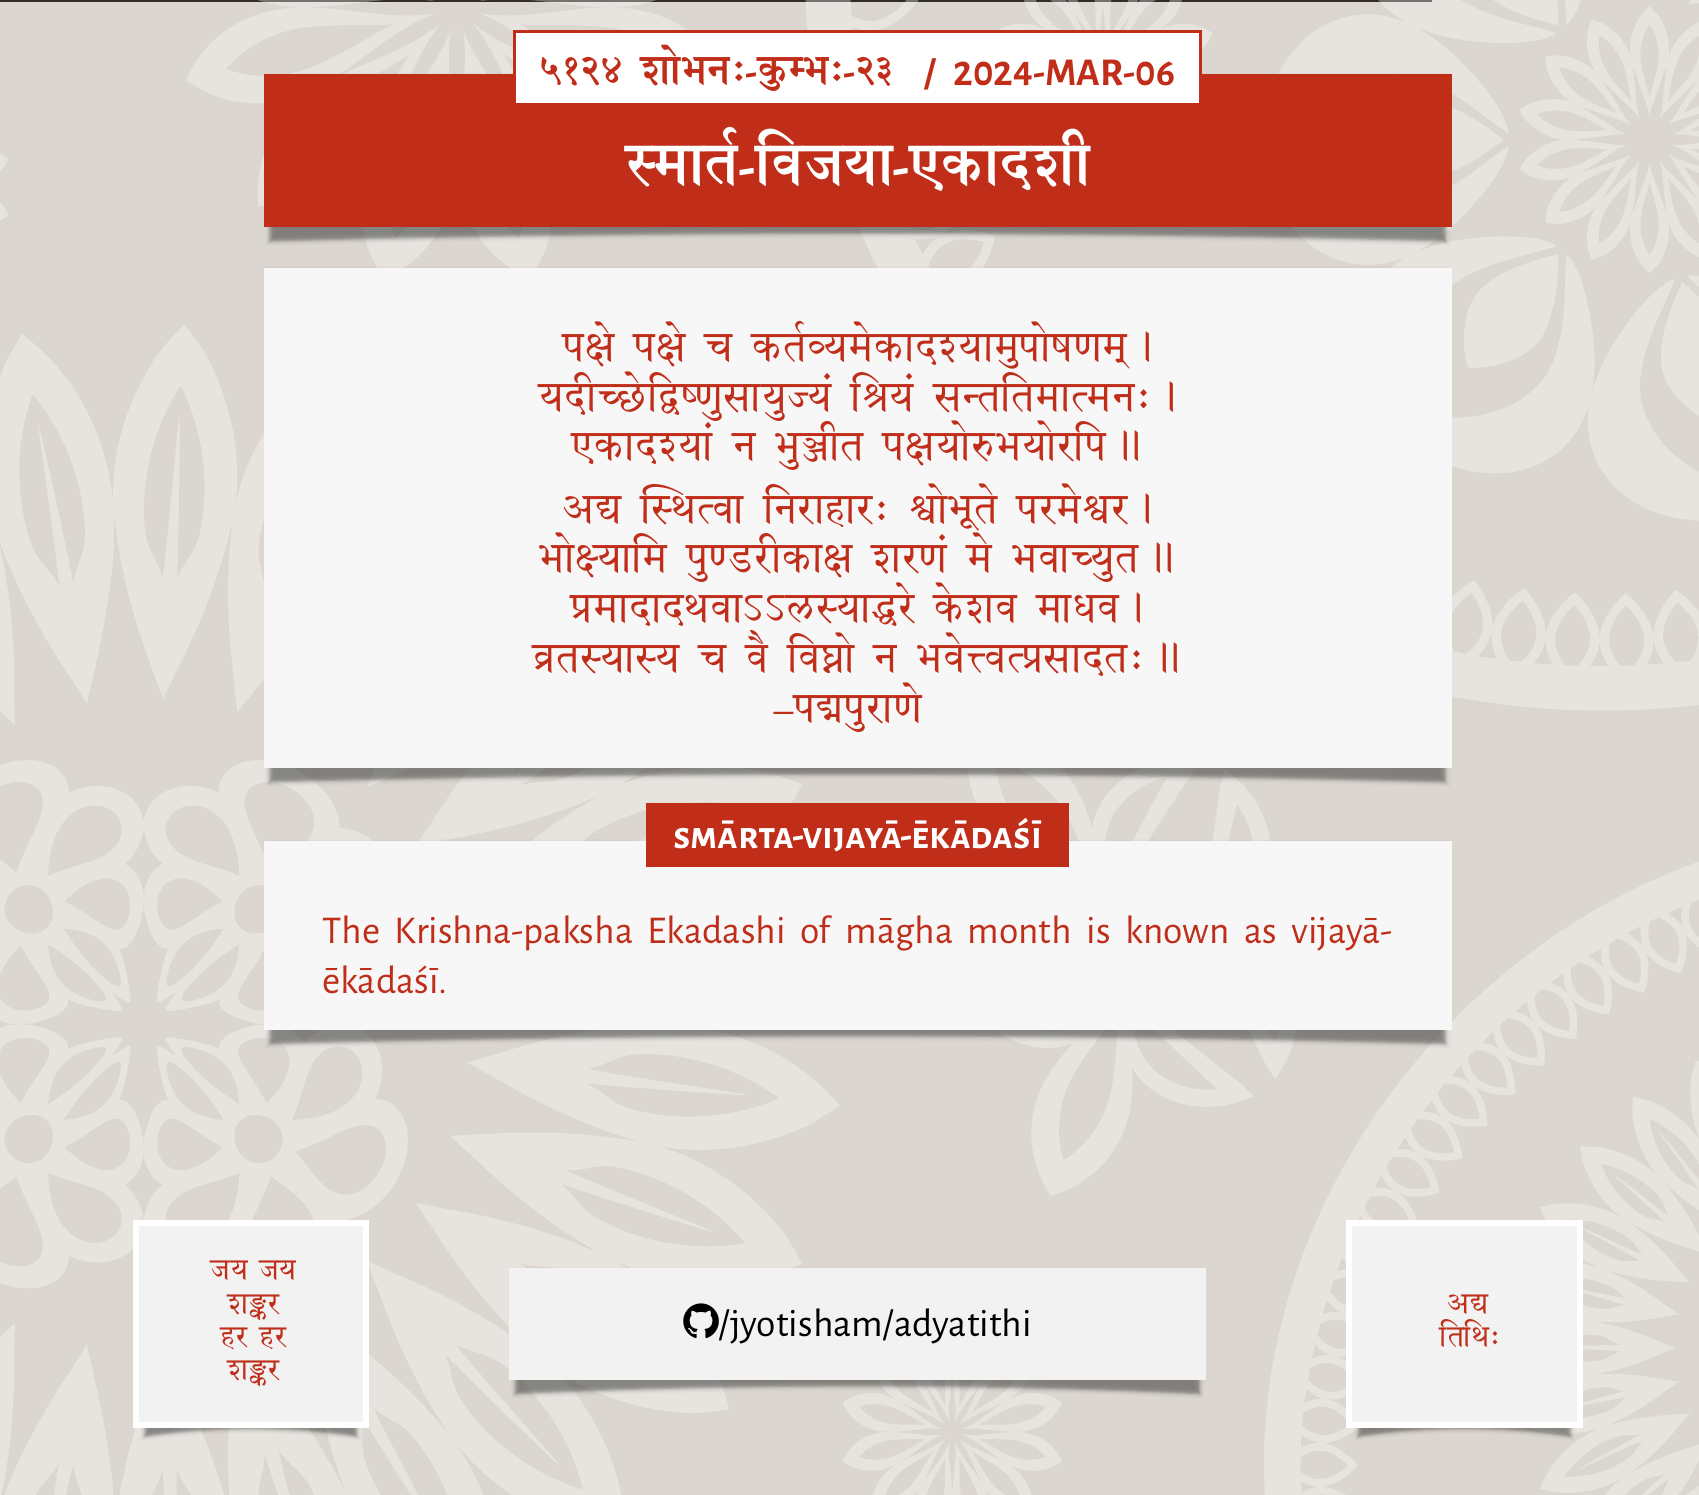 ५१२४ शोभनः-कुम्भः-२३ / 2024-MAR-06
स्मार्त-विजया-एकादशी
पक्षे पक्षे च कर्तव्यमेकादश्यामुपोषणम् ।
यदीच्छेद्विष्णुसायुज्यं श्रियं सन्ततिमात्मनः ।
एकादश्यां न भुञ्जीत पक्षयोरुभयोरपि ॥
अद्य स्थित्वा निराहारः श्वोभूते परमेश्वर ।
भोक्ष्यामि पुण्डरीकाक्ष शरणं मे भवाच्युत ॥
प्रमादादथवाऽऽलस्याद्धरे केशव माधव ।
व्रतस्यास्य च वै विघ्नो न भवेत्त्वत्प्रसादतः ॥
–पद्मपुराणे
SMĀRTA-VIJAYĀ-ĒKĀDAŚĪ
The Krishna-paksha Ekadashi of māgha month is known as vijayā-
ēkādaśī.
जय जय
शङ्कर
हर हर
शङ्कर
/jyotisham/adyatithi
अद्य
तिथिः